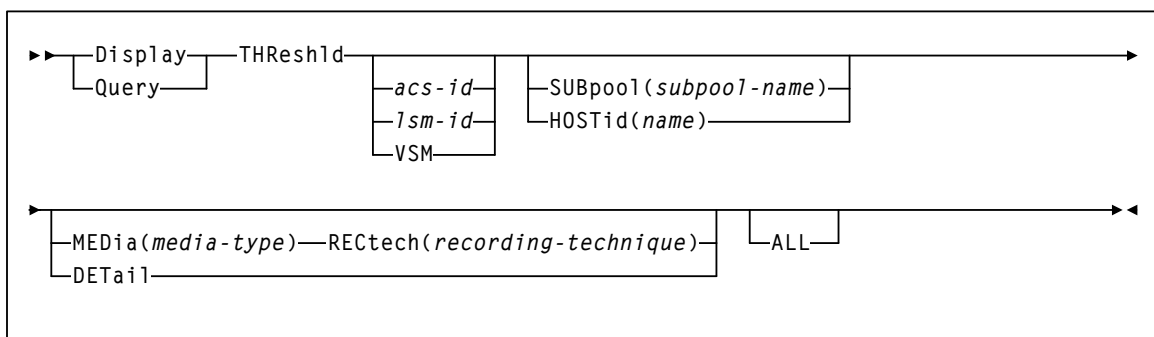 Display THReshld
Query acs-id SUBpool(subpool-name)
lsm-id HOSTid(name)
VSM
MEDia(media-type) RECtech(recording-technique) ALL
DETail